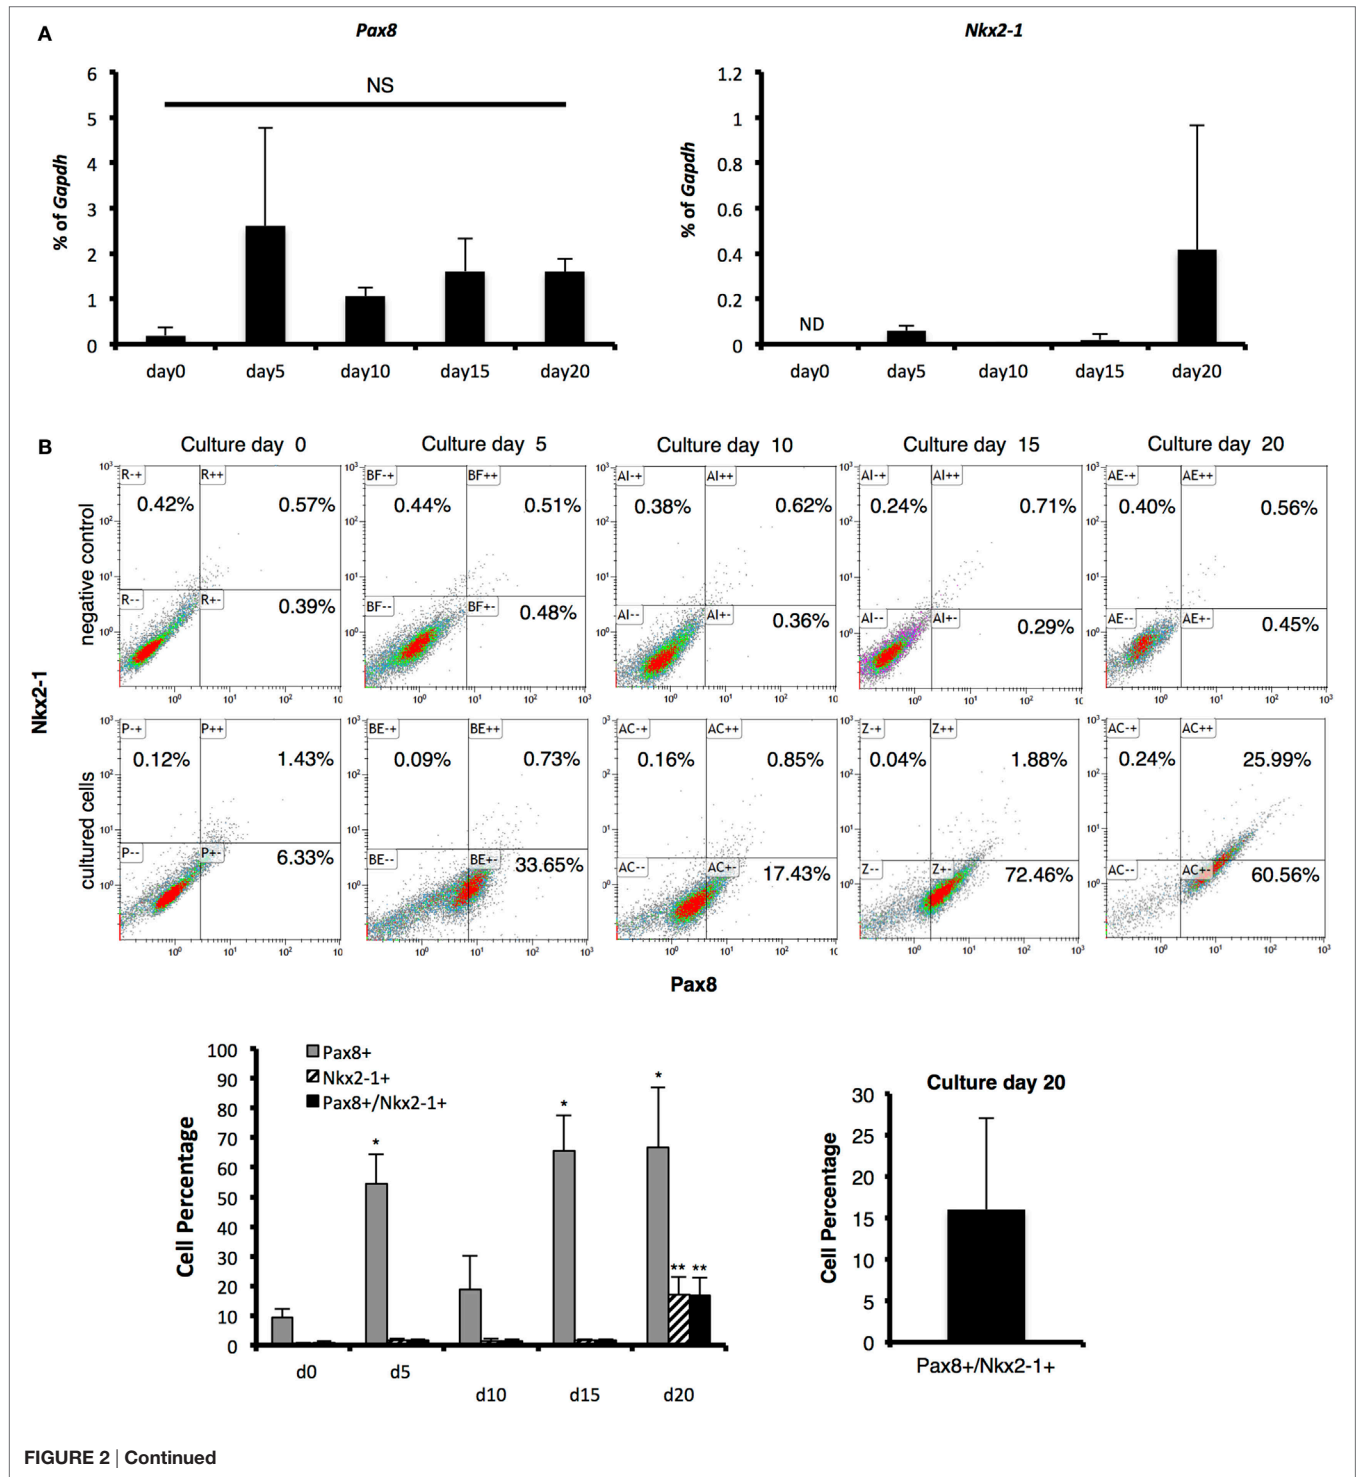 A
Pax8
Nkx2-1
NS
% of Gapdh
6
5
4
3
2
1
0
day0 day5 day10 day15 day20
% of Gapdh
1.2
1
0.8
0.6
0.4
0.2
0
ND
day0 day5 day10 day15 day20
B
Culture day 0 Culture day 5 Culture day 10 Culture day 15 Culture day 20
Nkx2-1
negative control
R-+ R++ BF-+ BF++ AI-+ AI++ AI-+ AI++ AE-+ AE++
0.42% 0.57% 0.44% 0.51% 0.38% 0.62% 0.24% 0.71% 0.40% 0.56%
R-- R+- 0.39% BF-- BF+- 0.48% AI-- AI+- 0.36% AI-- AI+- 0.29% AE-- AE+- 0.45%
cultured cells
P-+ P++ BE-+ BE++ AC-+ AC++ Z-+ Z++ AC-+ AC++
0.12% 1.43% 0.09% 0.73% 0.16% 0.85% 0.04% 1.88% 0.24% 25.99%
P-- P+- 6.33% BE-- BE+- 33.65% AC-- AC+- 17.43% Z-- Z+- 72.46% AC-- AC+- 60.56%
Pax8
Cell Percentage
100
90
80
70
60
50
40
30
20
10
0
Pax8+
Nkx2-1+
Pax8+/Nkx2-1+
* * * ** **
d0 d5 d10 d15 d20
Culture day 20
Cell Percentage
30
25
20
15
10
5
0
Pax8+/Nkx2-1+
FIGURE 2 | Continued